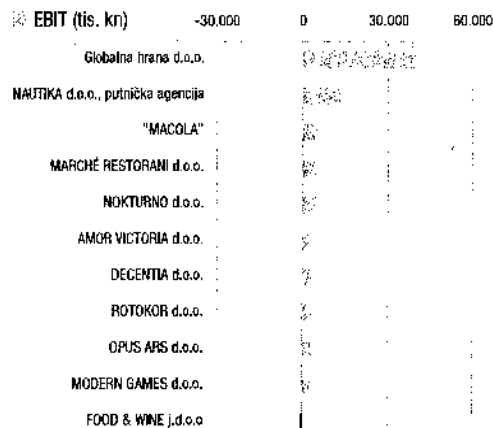 EBIT (tis. kn) -30,000 0 30.000 60.000
Globalna hrana d.o.o.
NAUTIKA d.o.o., putnička agencija
"MACOLA"
MARCHÉ RESTORANI d.o.o.
NOKTURNO d.o.o.
AMOR VICTORIA d.o.o.
DECENTIA d.o.o.
ROTOKOR d.o.o.
OPUS ARS d.o.o.
MODERN GAMES d.o.o.
FOOD & WINE j.d.o.o